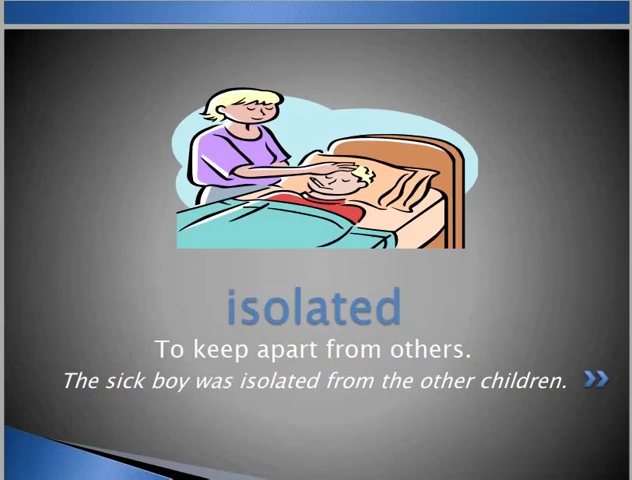 isolated
To keep apart from others.
The sick boy was isolated from the other children.